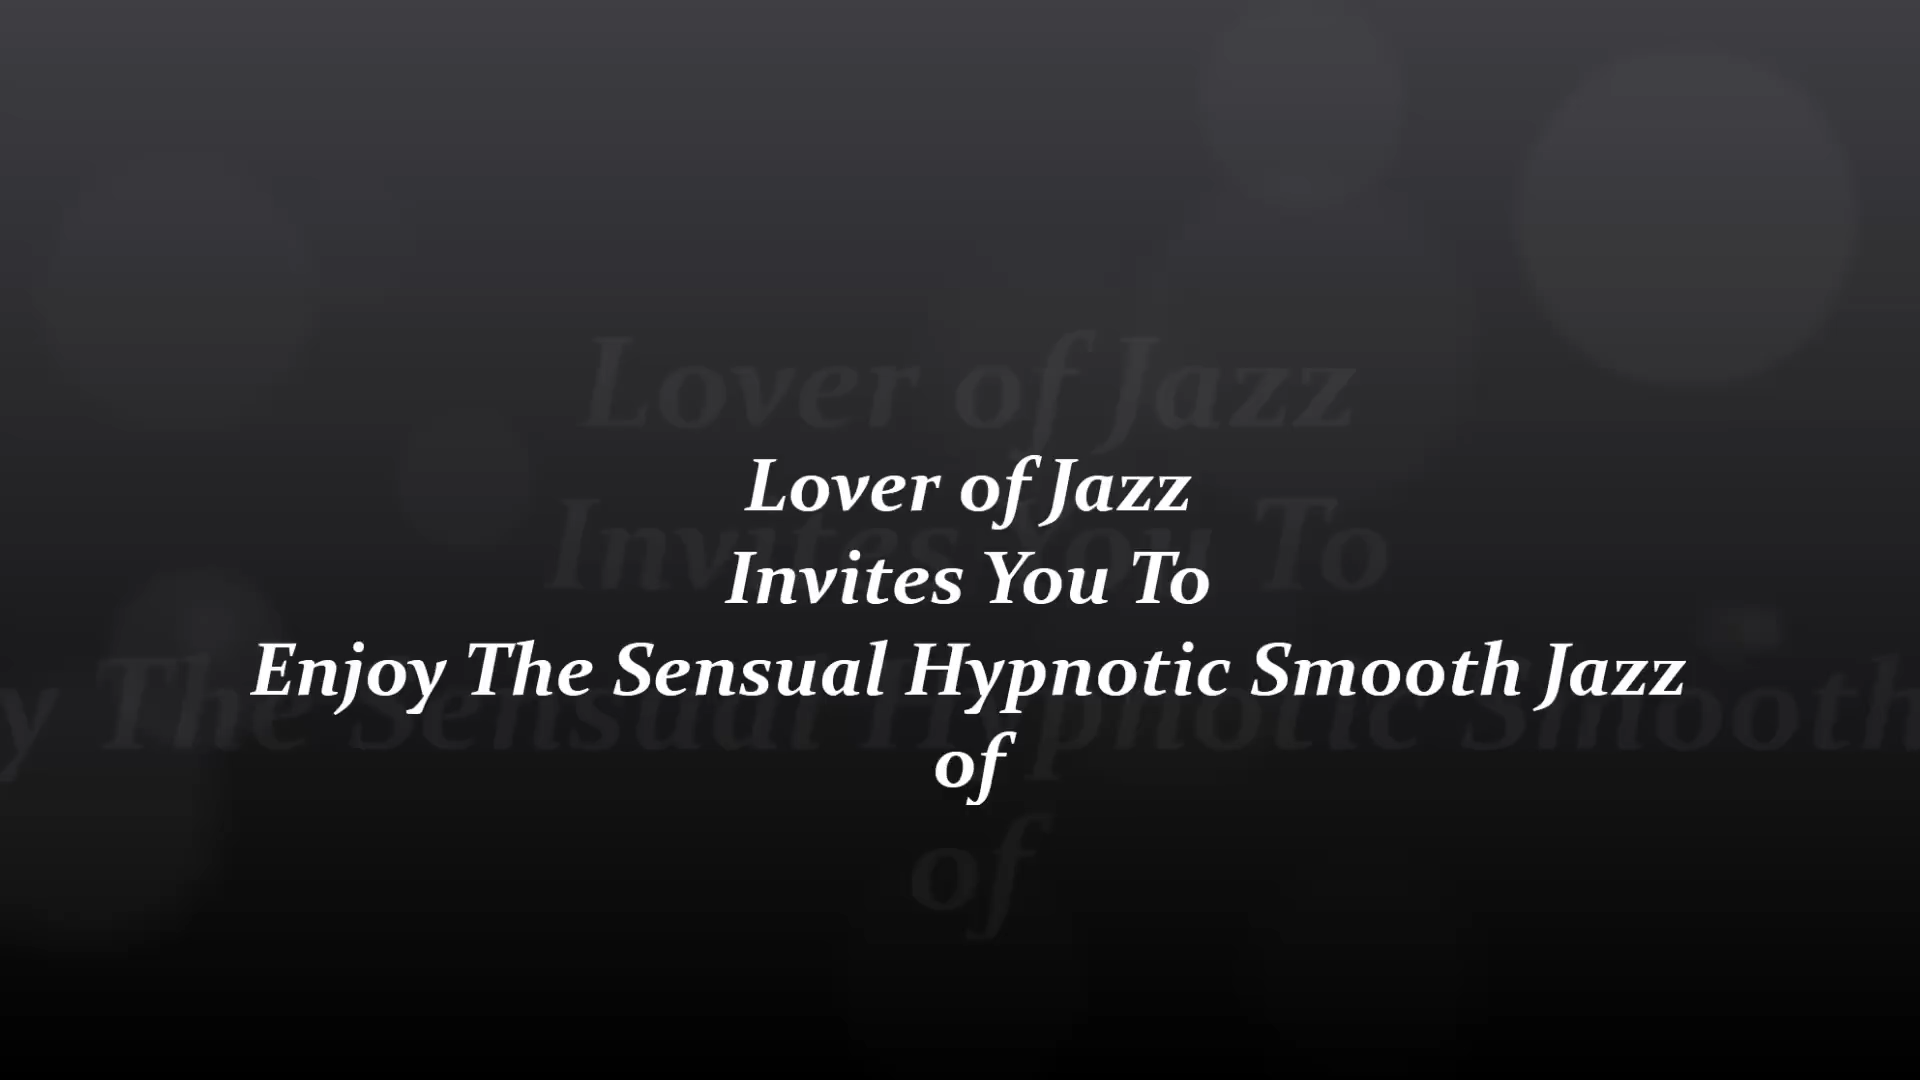 Lover of Jazz
Invites You To
Enjoy The Sensual Hypnotic Smooth Jazz
of